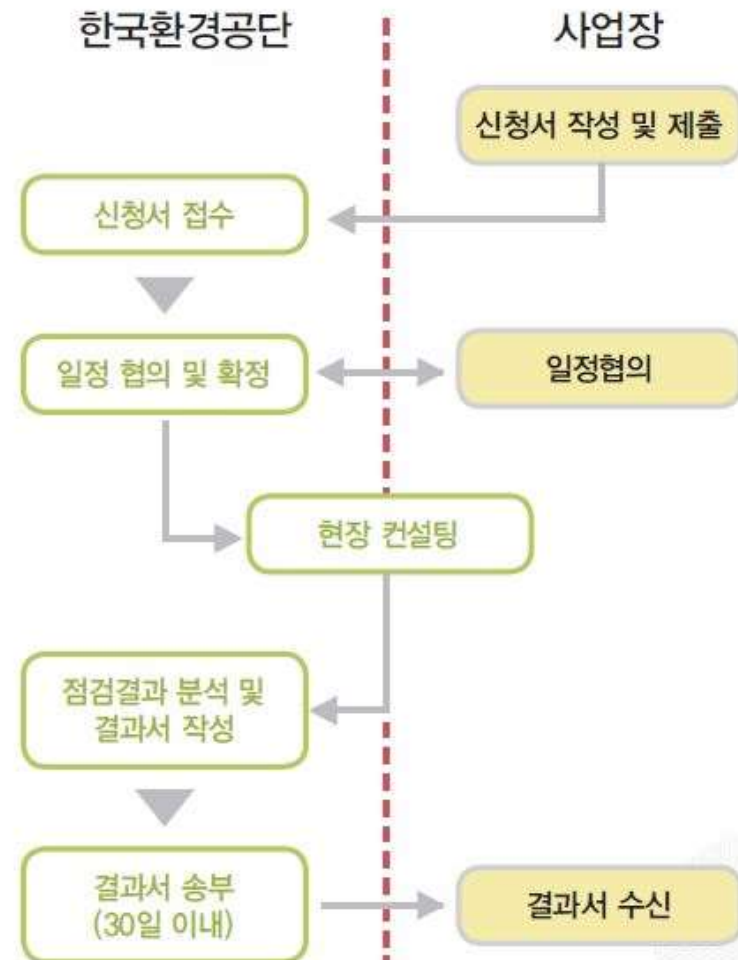 한국환경공단
사업장
신청서 작성 및 제출
신청서 접수
일정 협의 및 확정
일정협의
현장 컨설팅
점검결과 분석 및
결과서 작성
결과서 송부
(30일 이내)
결과서 수신